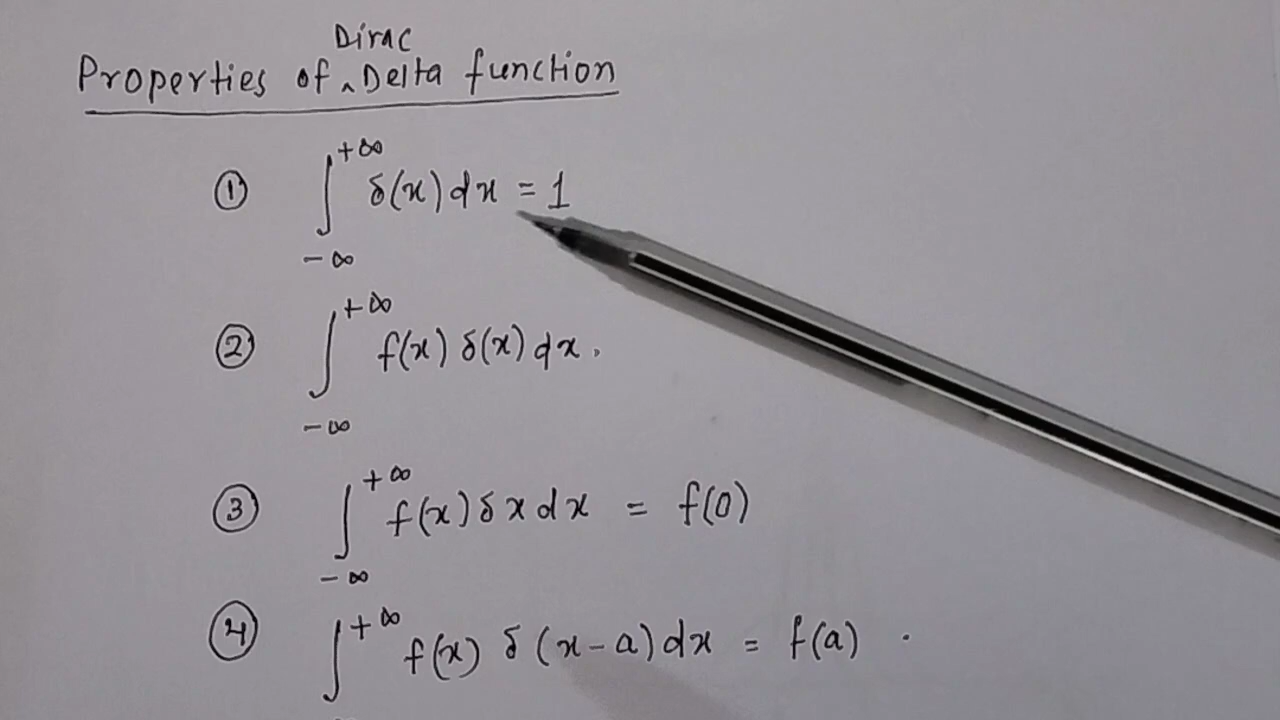 Properties of ‸ Dirac Delta function
① ∫_{-∞}^{+∞} δ(x) dx = 1
② ∫_{-∞}^{+∞} f(x) δ(x) dx.
③ ∫_{-∞}^{+∞} f(x) δ x dx = f(0)
④ ∫^{+∞} f(x) δ (x-a) dx = f(a) .